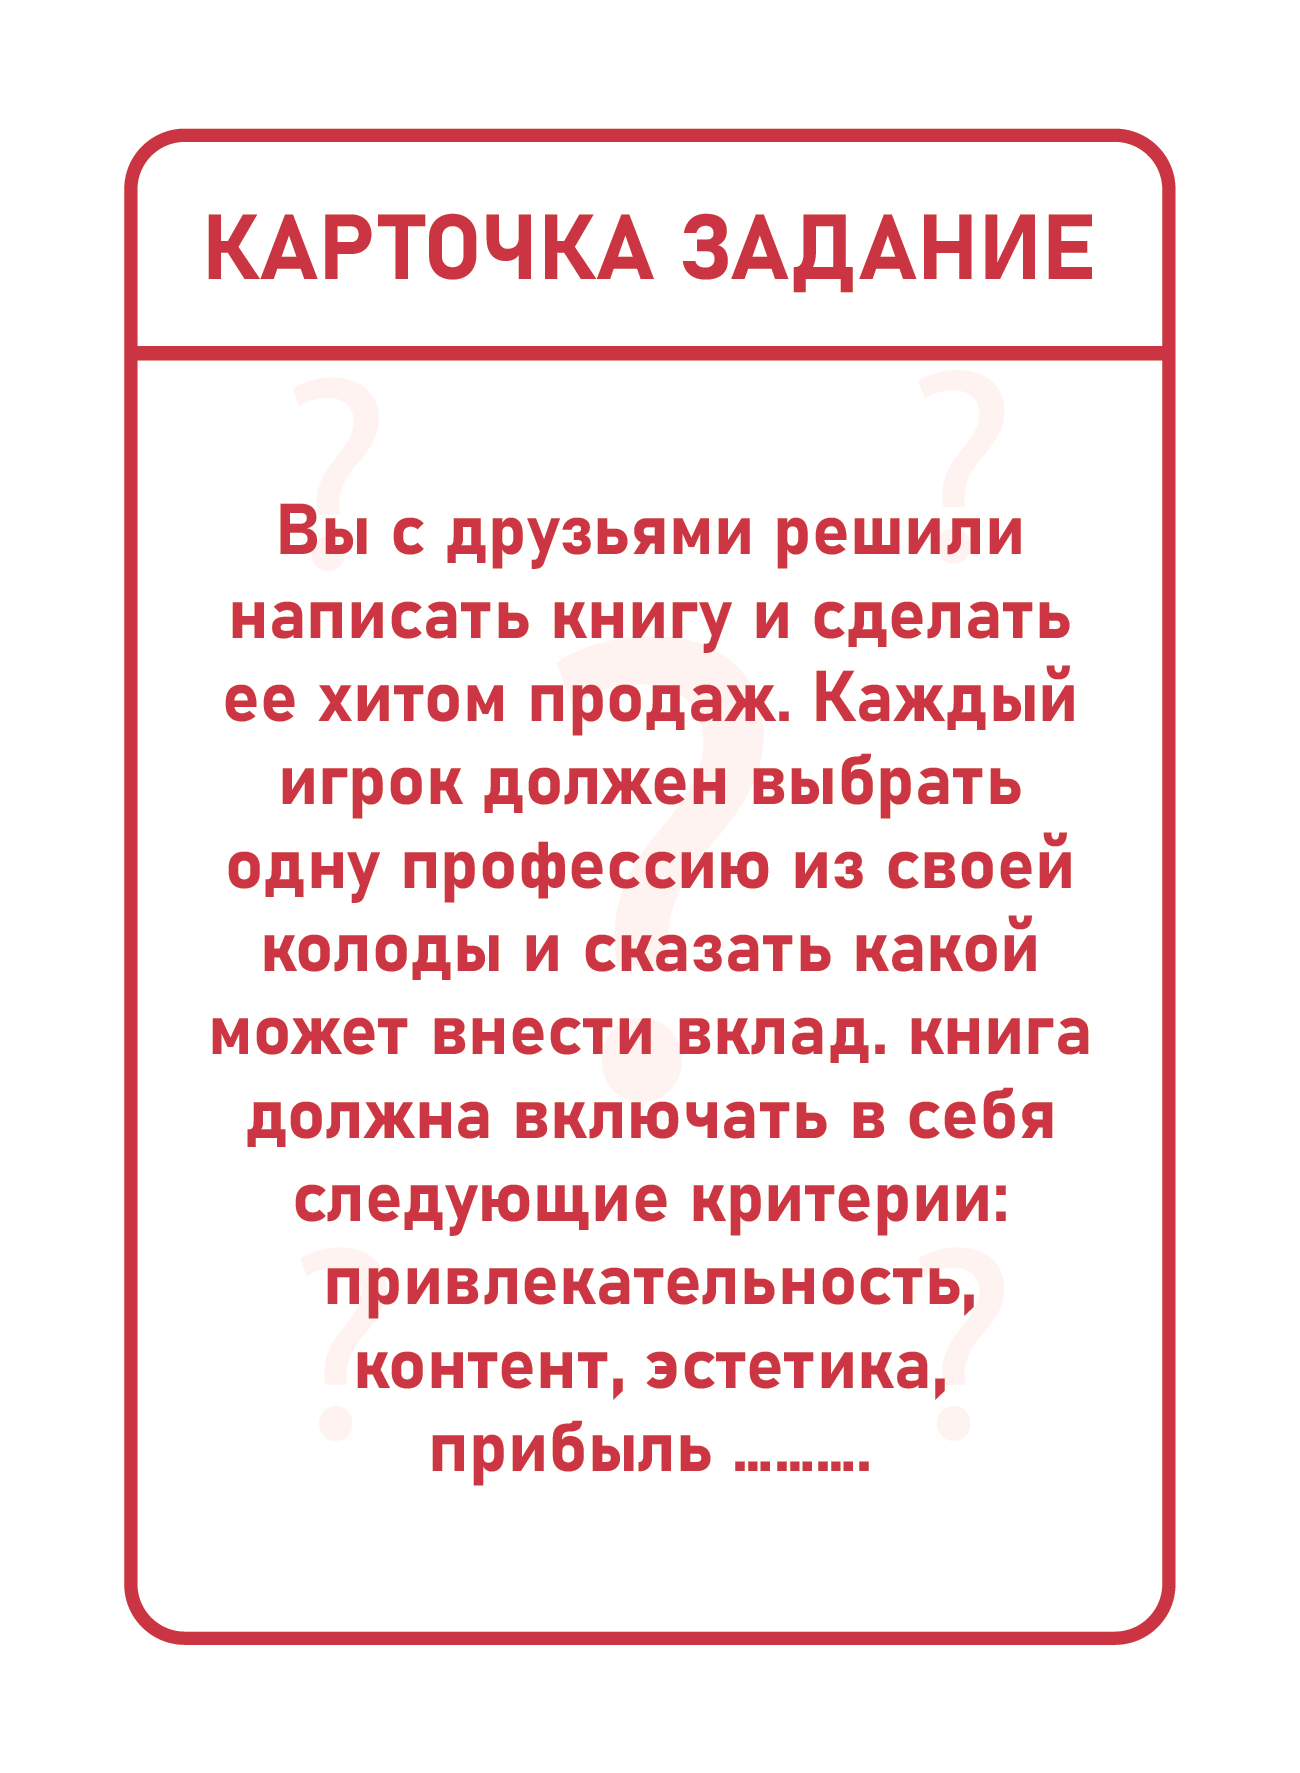 КАРТОЧКА ЗАДАНИЕ
Вы с друзьями решили
написать книгу и сделать
ее хитом продаж. Каждый
игрок должен выбрать
одну профессию из своей
колоды и сказать какой
может внести вклад. книга
должна включать в себя
следующие критерии:
привлекательность,
контент, эстетика,
прибыль ……….